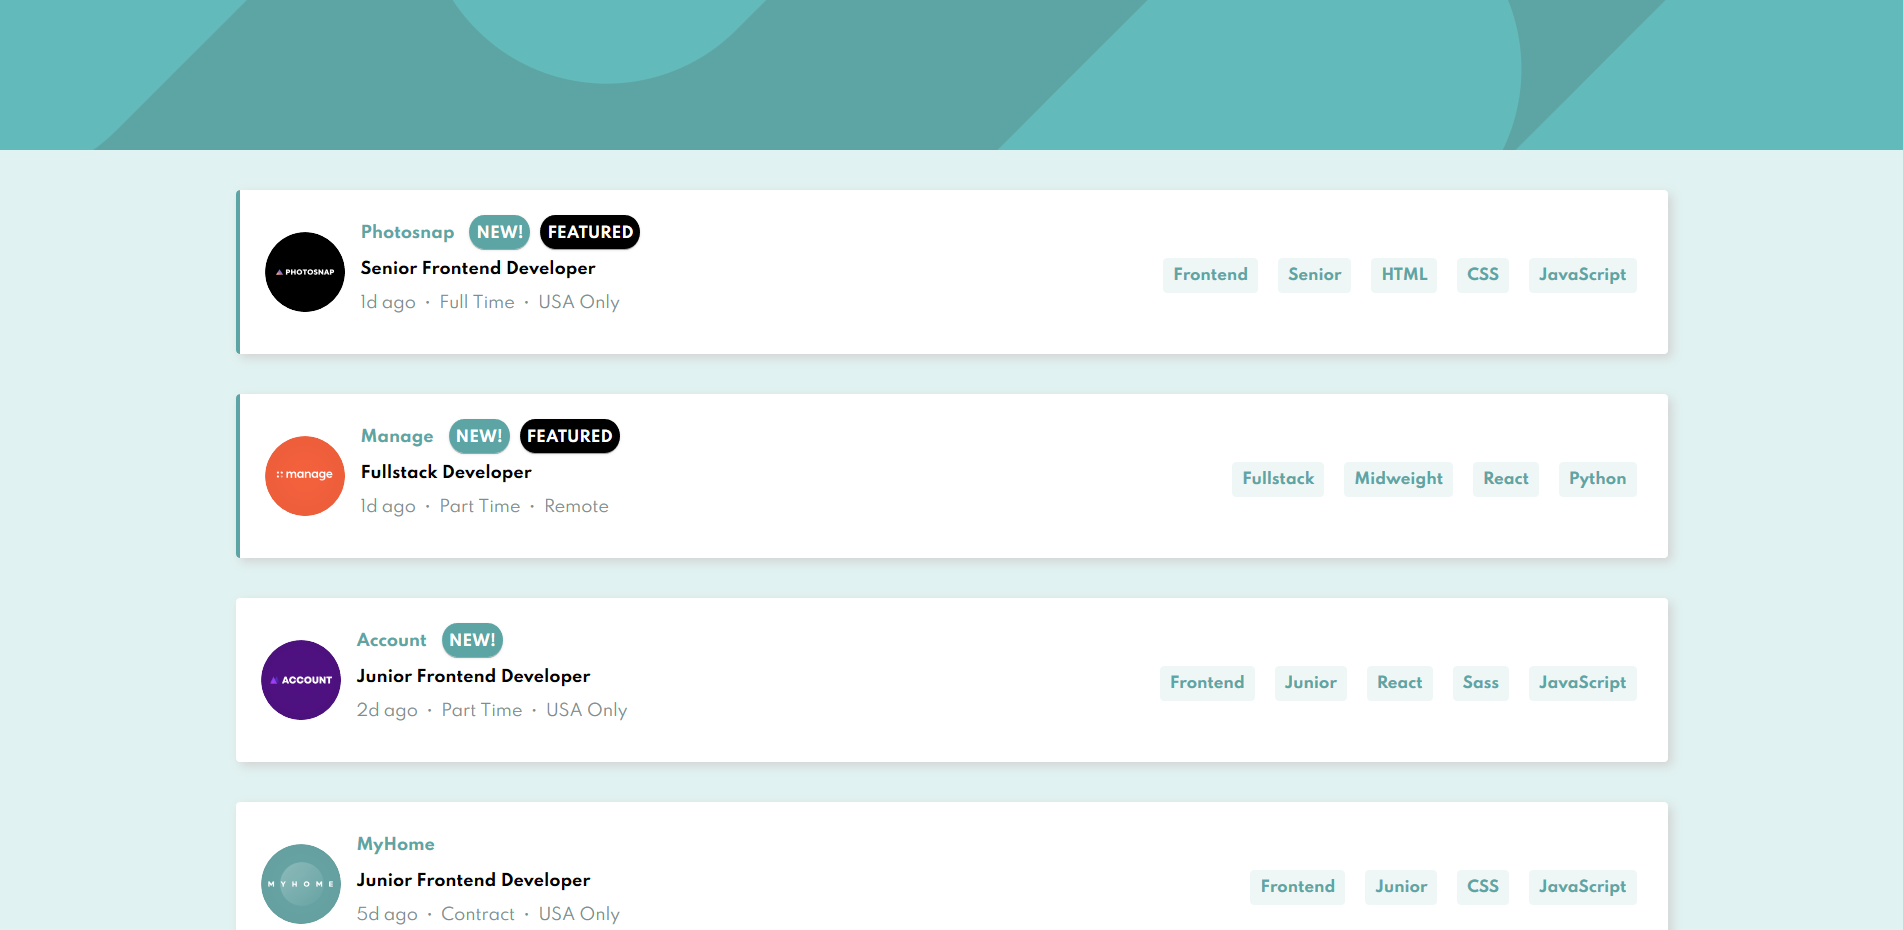 PHOTOSNAP
Photosnap NEW! FEATURED
Senior Frontend Developer
1d ago · Full Time · USA Only
Frontend Senior HTML CSS JavaScript
manage
Manage NEW! FEATURED
Fullstack Developer
1d ago · Part Time · Remote
Fullstack Midweight React Python
ACCOUNT
Account NEW!
Junior Frontend Developer
2d ago · Part Time · USA Only
Frontend Junior React Sass JavaScript
MYHOME
MyHome
Junior Frontend Developer
5d ago · Contract · USA Only
Frontend Junior CSS JavaScript